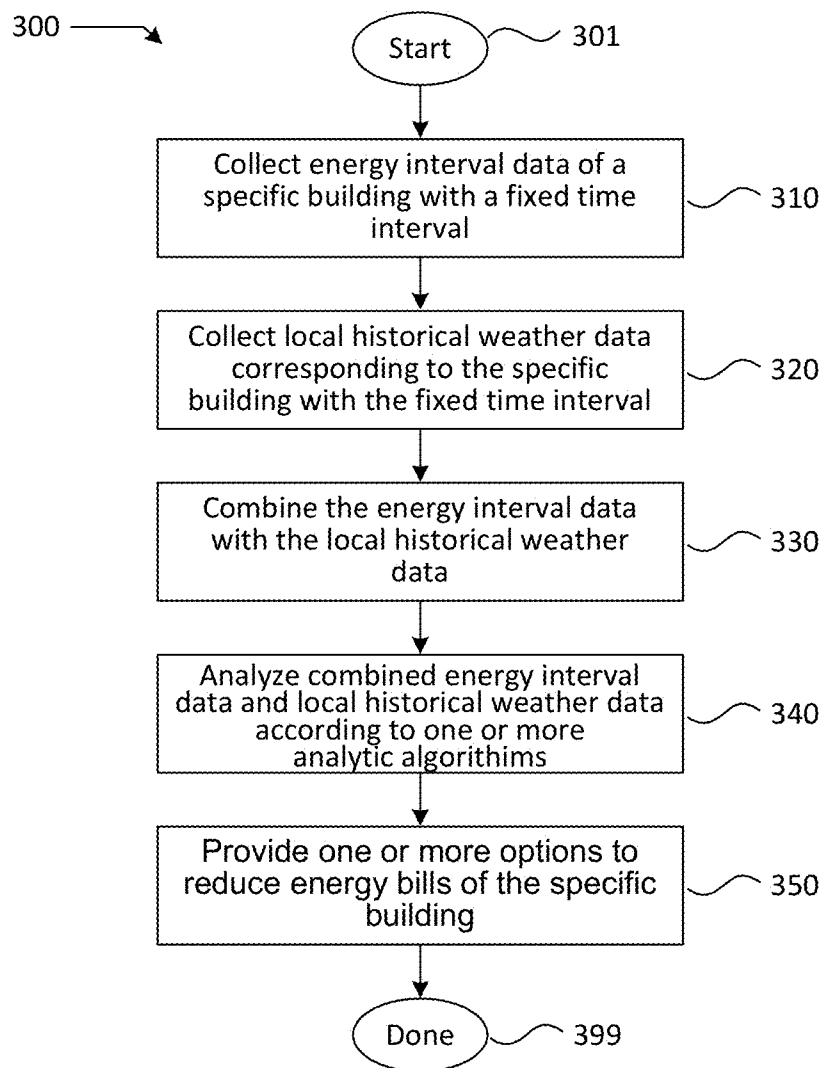 300
Start
301
Collect energy interval data of a
specific building with a fixed time
interval
310
Collect local historical weather data
corresponding to the specific
building with the fixed time interval
320
Combine the energy interval data
with the local historical weather
data
330
Analyze combined energy interval
data and local historical weather data
according to one or more
analytic algorithims
340
Provide one or more options to
reduce energy bills of the specific
building
350
Done
399